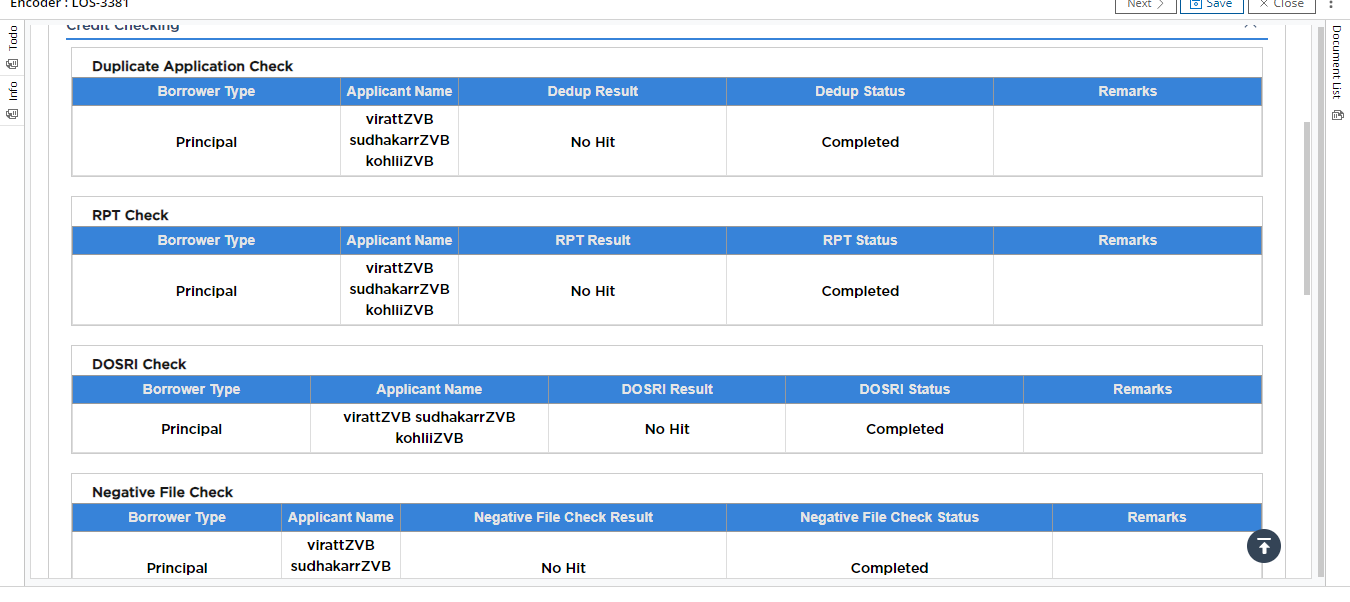 Encoder : LOS-3381
Next Save Close
Todo
Info
Document List
Credit Checking
Duplicate Application Check
Borrower Type Applicant Name Dedup Result Dedup Status Remarks
Principal virattZVB sudhakarrZVB kohliiZVB No Hit Completed
RPT Check
Borrower Type Applicant Name RPT Result RPT Status Remarks
Principal virattZVB sudhakarrZVB kohliiZVB No Hit Completed
DOSRI Check
Borrower Type Applicant Name DOSRI Result DOSRI Status Remarks
Principal virattZVB sudhakarrZVB kohliiZVB No Hit Completed
Negative File Check
Borrower Type Applicant Name Negative File Check Result Negative File Check Status Remarks
Principal virattZVB sudhakarrZVB No Hit Completed